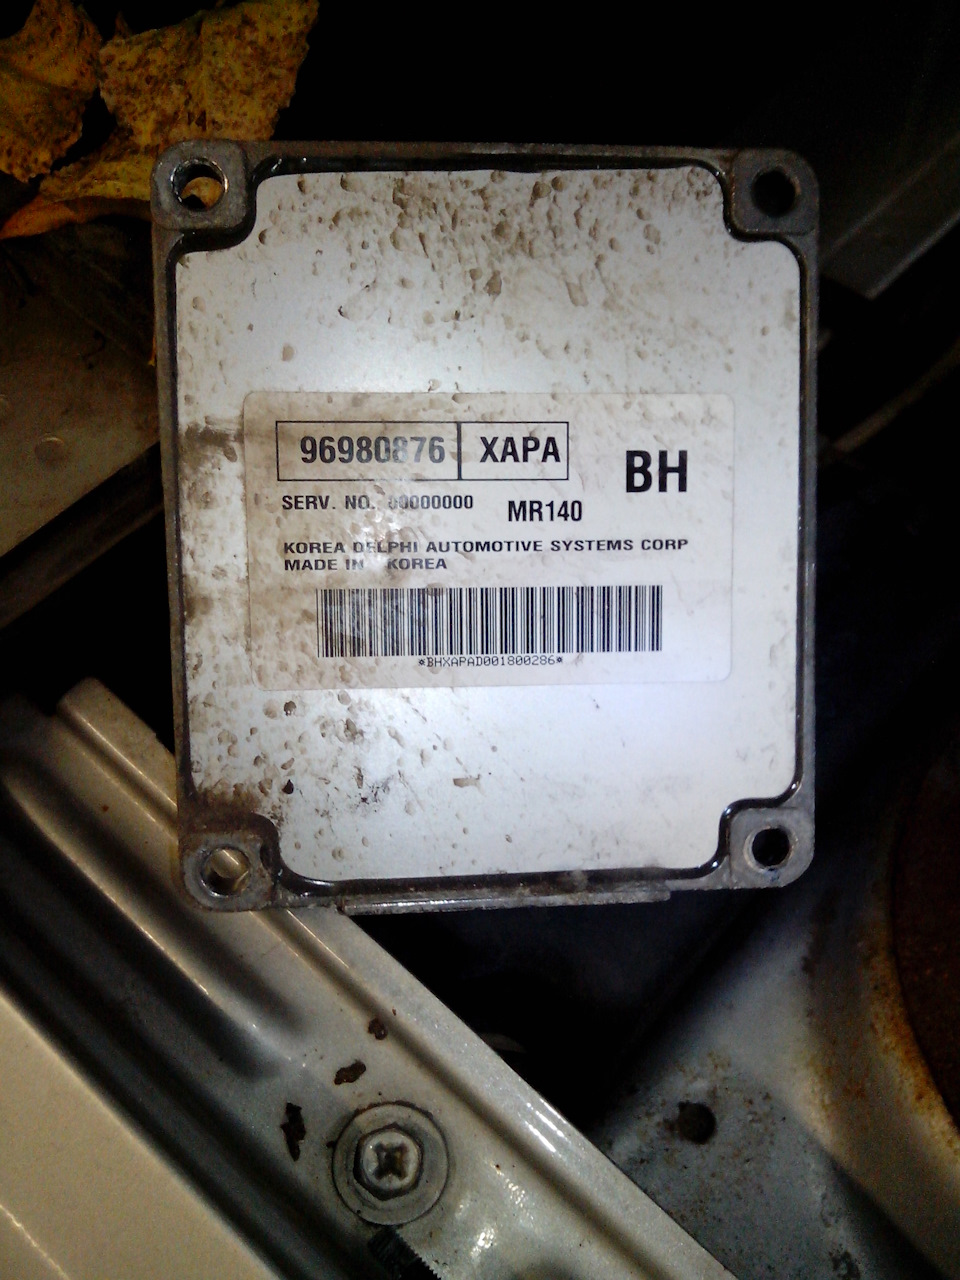 96980876 XAPA
BH
SERV. NO. 00000000 MR140
KOREA DELPHI AUTOMOTIVE SYSTEMS CORP
MADE IN KOREA
*BHXAPAD001800286*